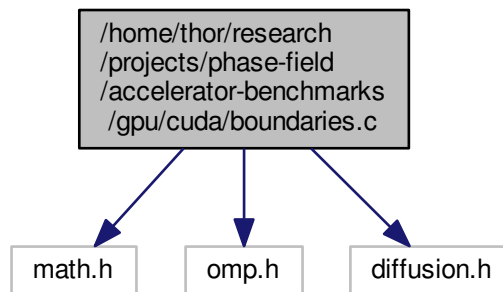 /home/thor/research
/projects/phase-field
/accelerator-benchmarks
/gpu/cuda/boundaries.c
math.h
omp.h
diffusion.h